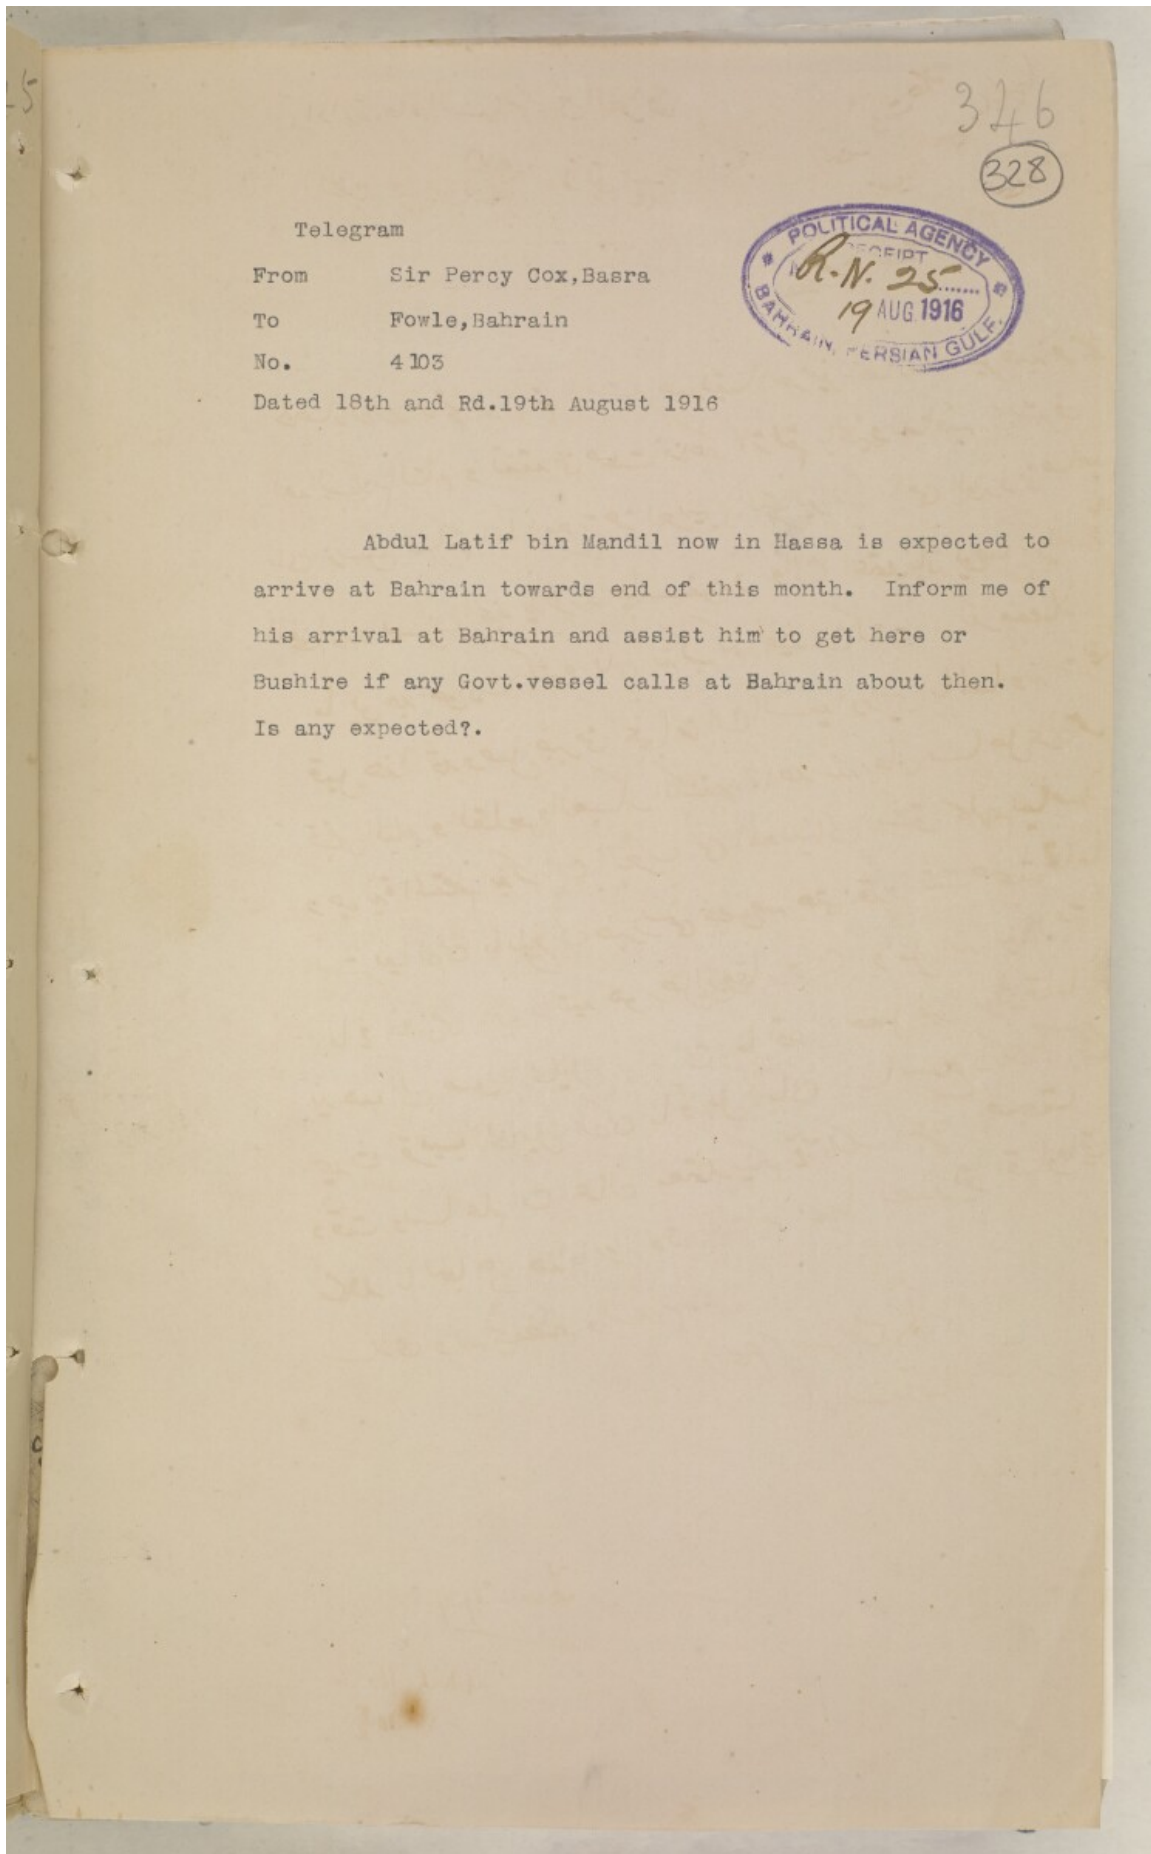 346
328
Telegram
From Sir Percy Cox,Basra
To Fowle,Bahrain
No. 4103
Dated 18th and Rd.19th August 1916
POLITICAL AGENCY
RECEIPT
R.N. 25.......
19 AUG.1916
BAHRAIN, PERSIAN GULF.
Abdul Latif bin Mandil now in Hassa is expected to
arrive at Bahrain towards end of this month. Inform me of
his arrival at Bahrain and assist him to get here or
Bushire if any Govt.vessel calls at Bahrain about then.
Is any expected?.